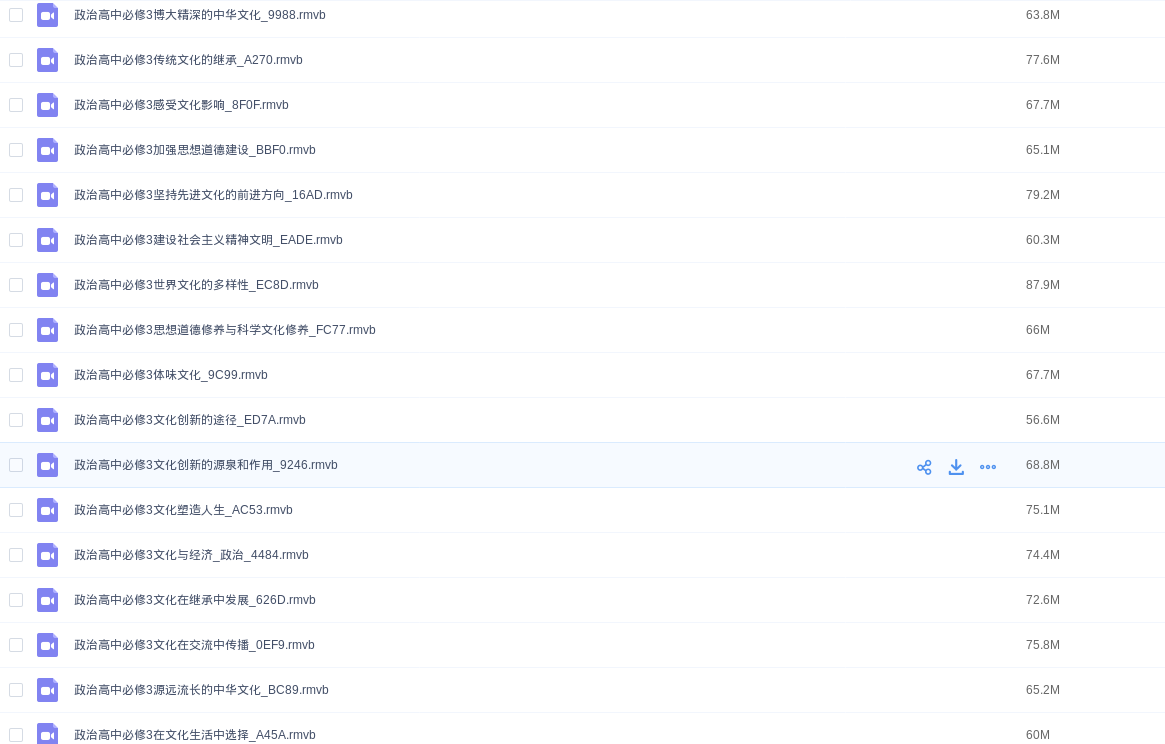 政治高中必修3博大精深的中华文化_9988.rmvb 63.8M
政治高中必修3传统文化的继承_A270.rmvb 77.6M
政治高中必修3感受文化影响_8F0F.rmvb 67.7M
政治高中必修3加强思想道德建设_BBF0.rmvb 65.1M
政治高中必修3坚持先进文化的前进方向_16AD.rmvb 79.2M
政治高中必修3建设社会主义精神文明_EADE.rmvb 60.3M
政治高中必修3世界文化的多样性_EC8D.rmvb 87.9M
政治高中必修3思想道德修养与科学文化修养_FC77.rmvb 66M
政治高中必修3体味文化_9C99.rmvb 67.7M
政治高中必修3文化创新的途径_ED7A.rmvb 56.6M
政治高中必修3文化创新的源泉和作用_9246.rmvb 68.8M
政治高中必修3文化塑造人生_AC53.rmvb 75.1M
政治高中必修3文化与经济_政治_4484.rmvb 74.4M
政治高中必修3文化在继承中发展_626D.rmvb 72.6M
政治高中必修3文化在交流中传播_0EF9.rmvb 75.8M
政治高中必修3源远流长的中华文化_BC89.rmvb 65.2M
政治高中必修3在文化生活中选择_A45A.rmvb 60M